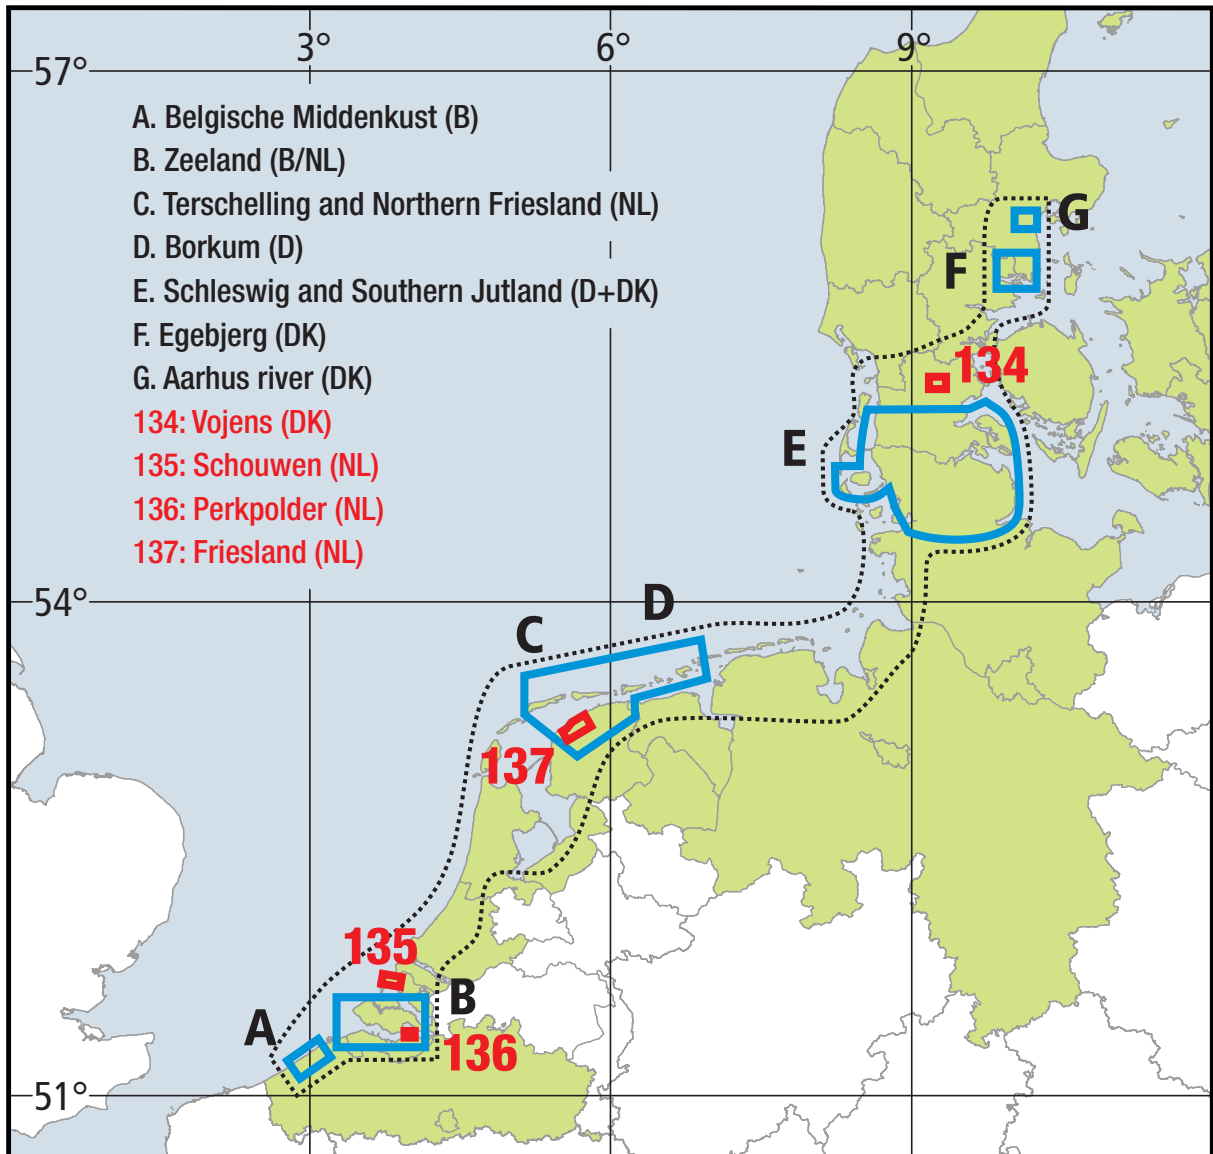 3° 6° 9°
57°
A. Belgische Middenkust (B)
B. Zeeland (B/NL)
C. Terschelling and Northern Friesland (NL)
D. Borkum (D)
E. Schleswig and Southern Jutland (D+DK)
F. Egebjerg (DK)
G. Aarhus river (DK)
134: Vojens (DK)
135: Schouwen (NL)
136: Perkpolder (NL)
137: Friesland (NL)
G
F
134
E
54°
D
C
137
135
B
A
136
51°